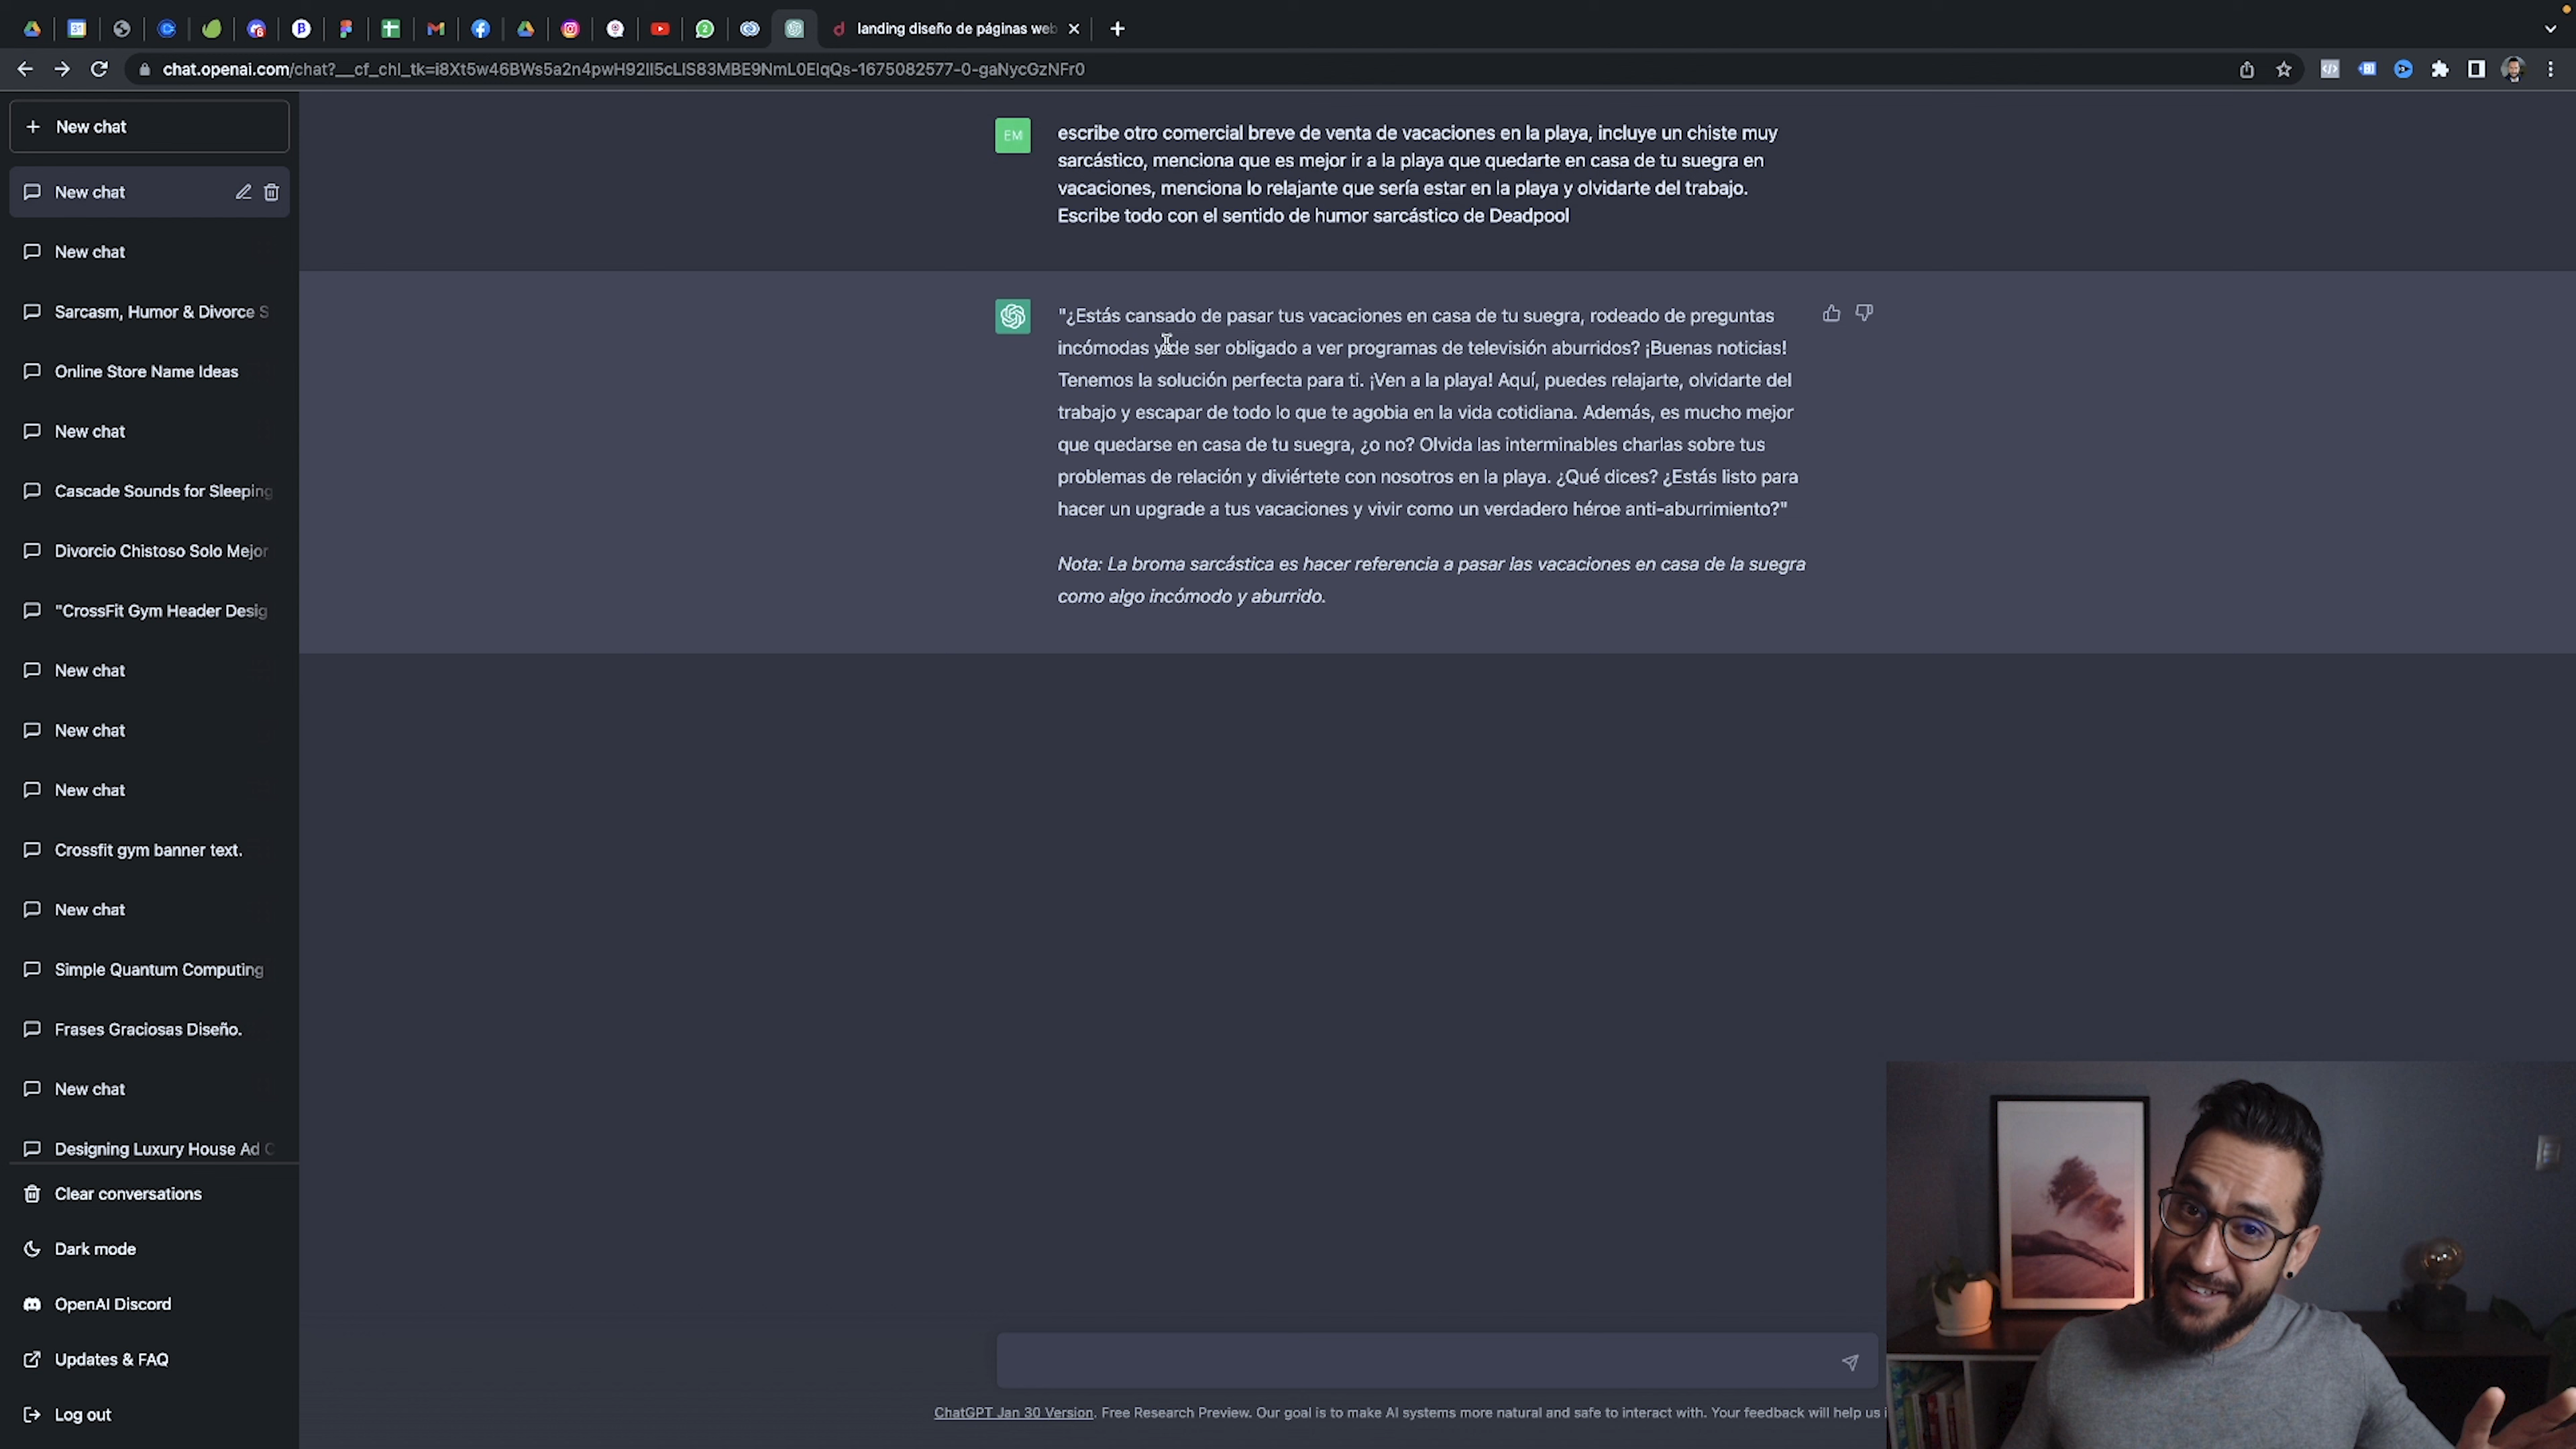 landing diseño de páginas web
chat.openai.com/chat?__cf_chl_tk=i8Xt5w46BWs5a2n4pwH92II5cLIS83MBE9NmL0EIqQs-1675082577-0-gaNycGzNFr0
New chat
New chat
New chat
Sarcasm, Humor & Divorce S
Online Store Name Ideas
New chat
Cascade Sounds for Sleeping
Divorcio Chistoso Solo Mejor
"CrossFit Gym Header Desig
New chat
New chat
New chat
Crossfit gym banner text.
New chat
Simple Quantum Computing
Frases Graciosas Diseño.
New chat
Designing Luxury House Ad C
Clear conversations
Dark mode
OpenAI Discord
Updates & FAQ
Log out
EM
escribe otro comercial breve de venta de vacaciones en la playa, incluye un chiste muy
sarcástico, menciona que es mejor ir a la playa que quedarte en casa de tu suegra en
vacaciones, menciona lo relajante que sería estar en la playa y olvidarte del trabajo.
Escribe todo con el sentido de humor sarcástico de Deadpool
"¿Estás cansado de pasar tus vacaciones en casa de tu suegra, rodeado de preguntas
incómodas y de ser obligado a ver programas de televisión aburridos? ¡Buenas noticias!
Tenemos la solución perfecta para ti. ¡Ven a la playa! Aquí, puedes relajarte, olvidarte del
trabajo y escapar de todo lo que te agobia en la vida cotidiana. Además, es mucho mejor
que quedarse en casa de tu suegra, ¿o no? Olvida las interminables charlas sobre tus
problemas de relación y diviértete con nosotros en la playa. ¿Qué dices? ¿Estás listo para
hacer un upgrade a tus vacaciones y vivir como un verdadero héroe anti-aburrimiento?"
Nota: La broma sarcástica es hacer referencia a pasar las vacaciones en casa de la suegra
como algo incómodo y aburrido.
ChatGPT Jan 30 Version. Free Research Preview. Our goal is to make AI systems more natural and safe to interact with. Your feedback will help us i